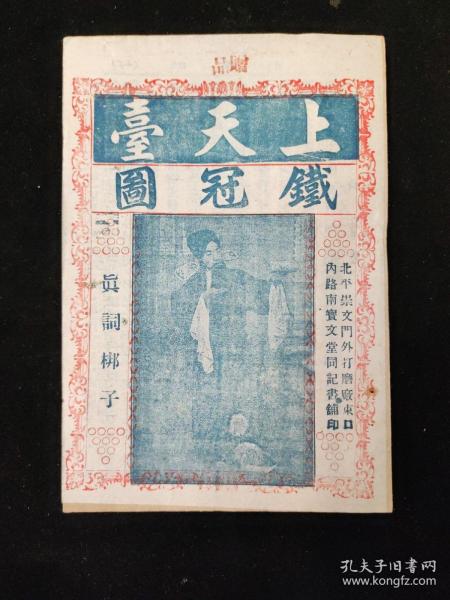 贈品
上天臺
鐵冠圖
北平崇文門外打磨廠東口
內路南寶文堂同記書鋪印
真詞梆子
孔夫子旧书网
www.kongfz.com